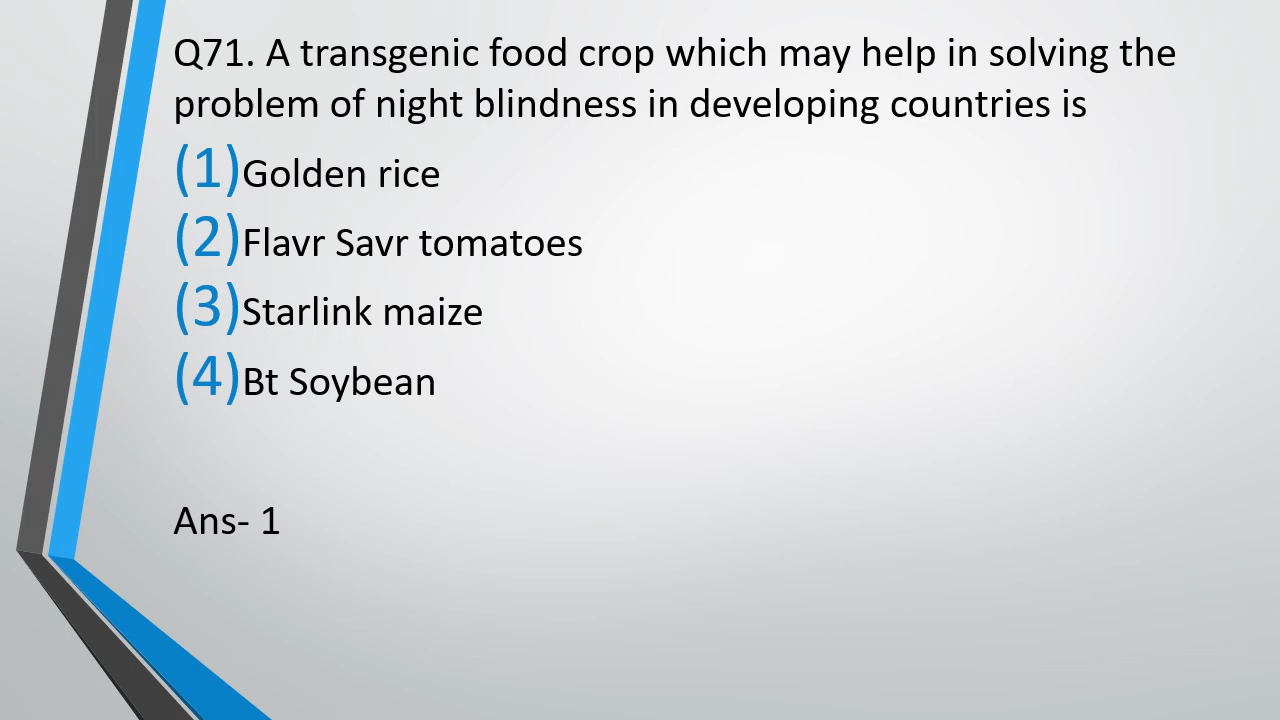 Q71. A transgenic food crop which may help in solving the
problem of night blindness in developing countries is
(1)Golden rice
(2)Flavr Savr tomatoes
(3)Starlink maize
(4)Bt Soybean
Ans- 1